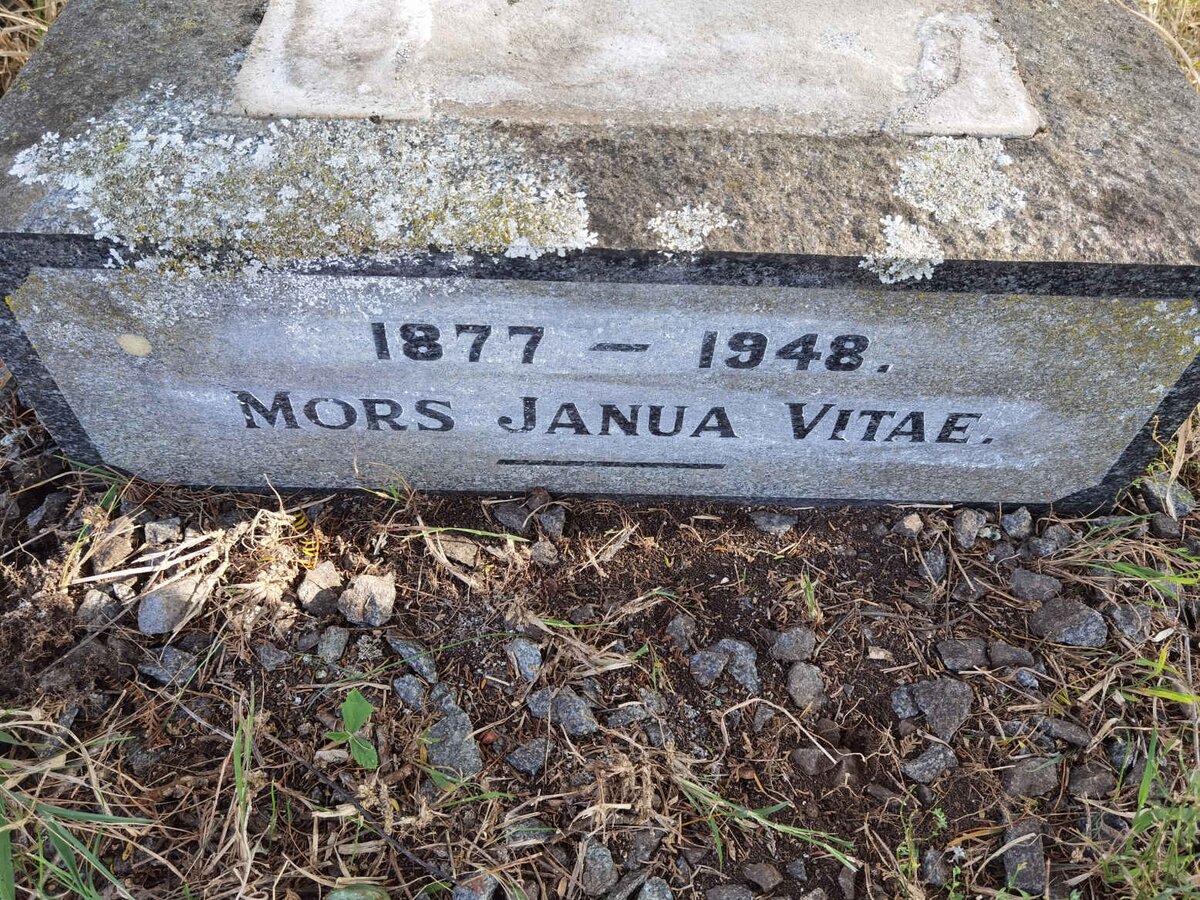 1877 — 1948.
MORS JANUA VITAE.